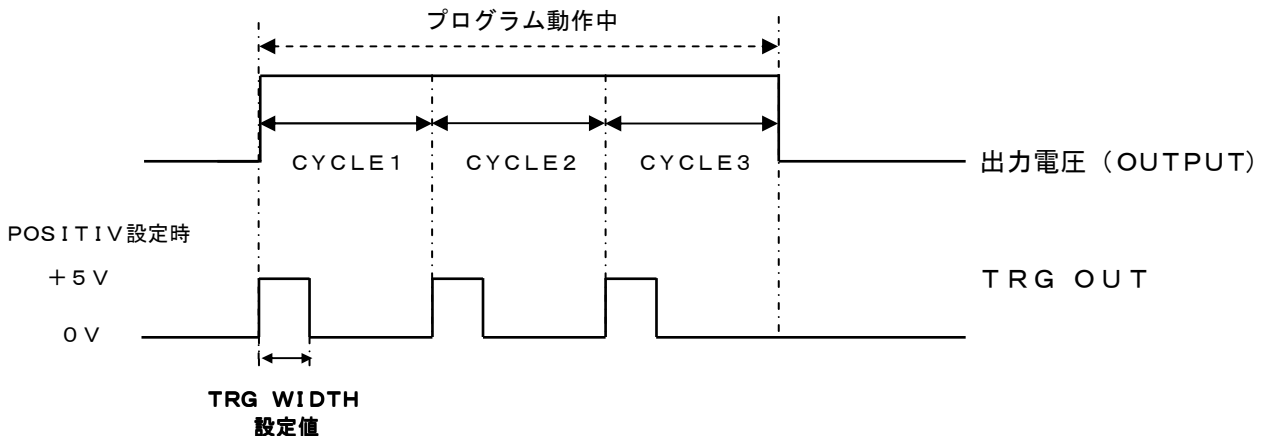 プログラム動作中
CYCLE1 CYCLE2 CYCLE3
出力電圧（OUTPUT）
POSITIV設定時
+5V
TRG OUT
0V
TRG WIDTH
設定値